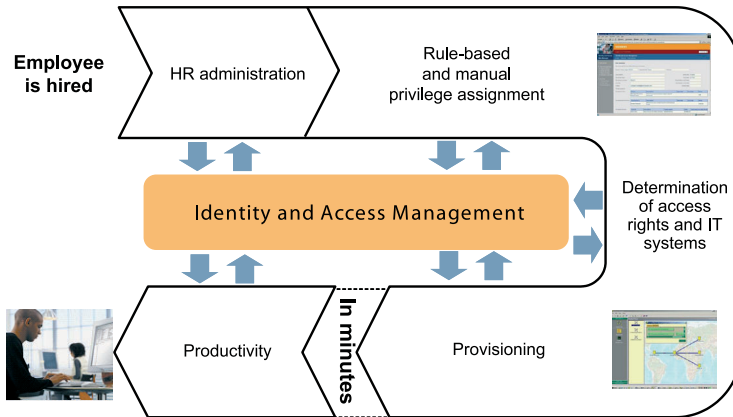 Employee
is hired
HR administration
Rule-based
and manual
privilege assignment
Identity and Access Management
Determination
of access
rights and IT
systems
Productivity
In minutes
Provisioning